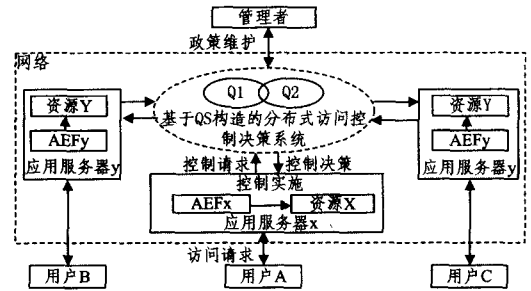 管理者
政策维护
网络
Q1 Q2
基于QS构造的分布式访问控
制决策系统
资源Y
AEFy
应用服务器y
资源Y
AEFy
应用服务器y
控制请求 控制决策
控制实施
AEFx 资源X
应用服务器x
访问请求
用户B 用户A 用户C